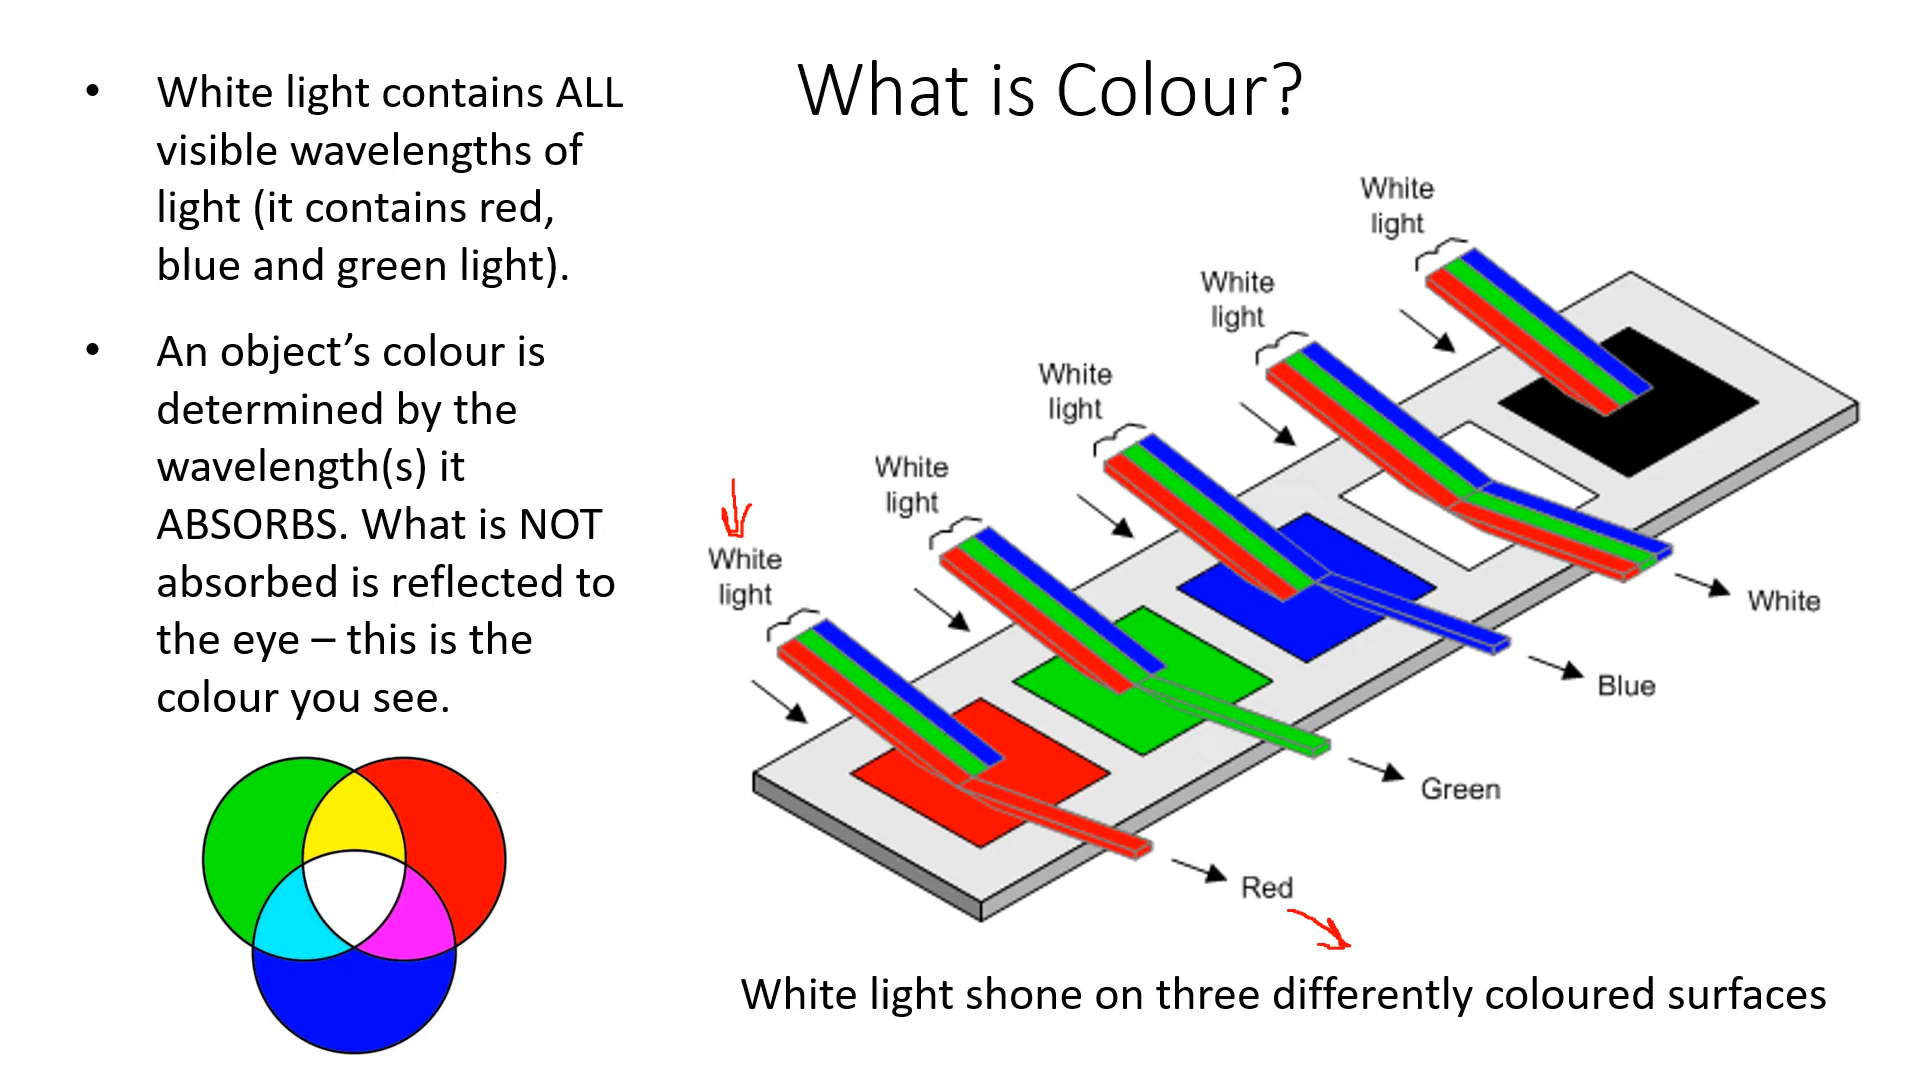 What is Colour?
• White light contains ALL
visible wavelengths of
light (it contains red,
blue and green light).
• An object’s colour is
determined by the
wavelength(s) it
ABSORBS. What is NOT
absorbed is reflected to
the eye – this is the
colour you see.
White
light
White
light
White
light
White
light
White
light
White
Blue
Green
Red
White light shone on three differently coloured surfaces